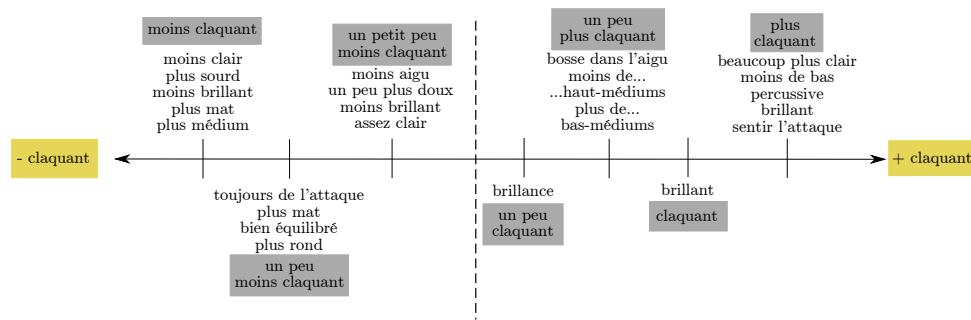 moins claquant
moins clair
plus sourd
moins brillant
plus mat
plus médium
un petit peu
moins claquant
moins aigu
un peu plus doux
moins brillant
assez clair
un peu
plus claquant
bosse dans l'aigu
moins de...
...haut-médiums
plus de...
bas-médiums
plus
claquant
beaucoup plus clair
moins de bas
percussive
brillant
sentir l'attaque
- claquant
+ claquant
toujours de l'attaque
plus mat
bien équilibré
plus rond
un peu
moins claquant
brillance
un peu
claquant
brillant
claquant